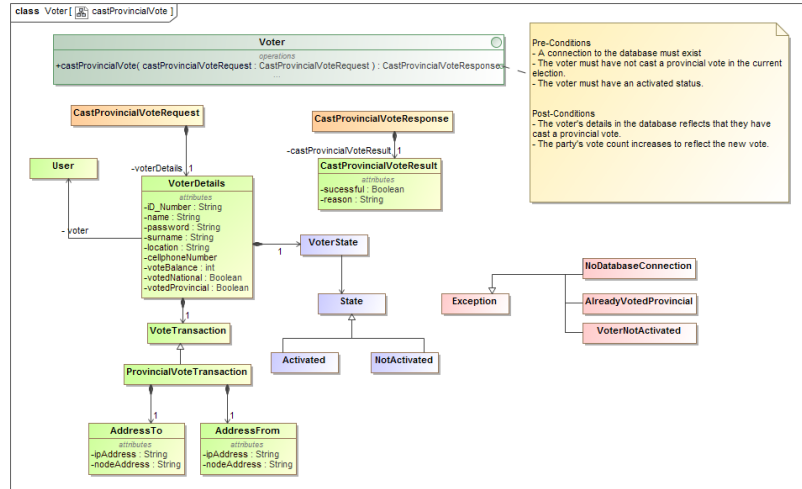 class Voter[ castProvincialVote ]
Voter
operations
+castProvincialVote( castProvincialVoteRequest : CastProvincialVoteRequest ) : CastProvincialVoteResponse
...
Pre-Conditions
- A connection to the database must exist
- The voter must have not cast a provincial vote in the current
election.
- The voter must have an activated status.
Post-Conditions
- The voter's details in the database reflects that they have
cast a provincial vote.
- The party's vote count increases to reflect the new vote.
CastProvincialVoteRequest
CastProvincialVoteResponse
-voterDetails 1
-castProvincialVoteResult 1
User
- voter
VoterDetails
attributes
-iD_Number : String
-name : String
-password : String
-surname : String
-location : String
-cellphoneNumber
-voteBalance : int
-votedNational : Boolean
-votedProvincial : Boolean
CastProvincialVoteResult
attributes
-sucessful : Boolean
-reason : String
1
VoterState
State
Activated
NotActivated
Exception
NoDatabaseConnection
AlreadyVotedProvincial
VoterNotActivated
1
VoteTransaction
ProvincialVoteTransaction
1
1
AddressTo
attributes
-ipAddress : String
-nodeAddress : String
AddressFrom
attributes
-ipAddress : String
-nodeAddress : String